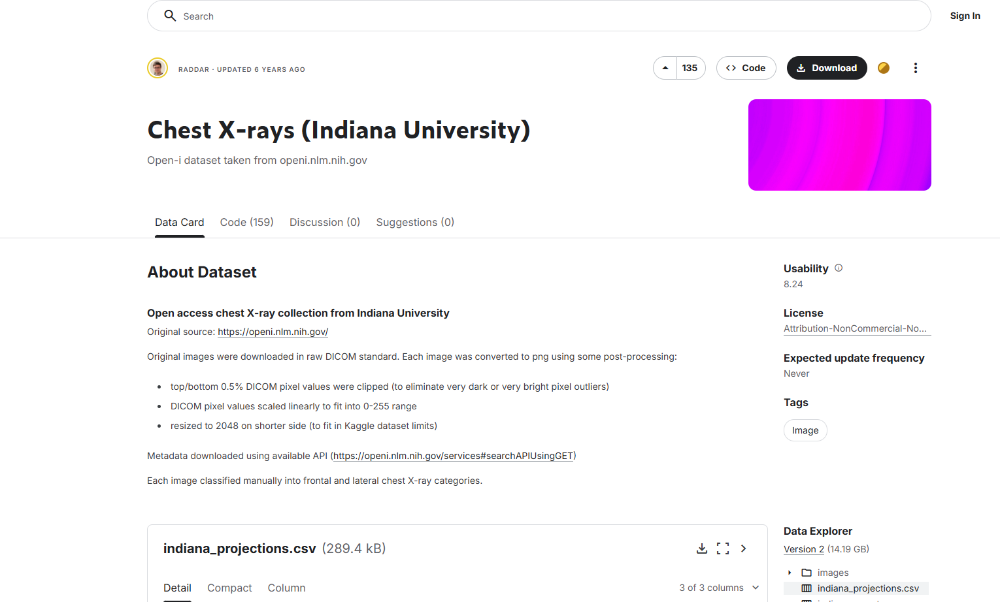 Search
Sign In
RADDAR · UPDATED 6 YEARS AGO
135
Code
Download
Chest X-rays (Indiana University)
Open-i dataset taken from openi.nlm.nih.gov
Data Card
Code (159)
Discussion (0)
Suggestions (0)
About Dataset
Open access chest X-ray collection from Indiana University
Original source: https://openi.nlm.nih.gov/
Original images were downloaded in raw DICOM standard. Each image was converted to png using some post-processing:
• top/bottom 0.5% DICOM pixel values were clipped (to eliminate very dark or very bright pixel outliers)
• DICOM pixel values scaled linearly to fit into 0-255 range
• resized to 2048 on shorter side (to fit in Kaggle dataset limits)
Metadata downloaded using available API (https://openi.nlm.nih.gov/services#searchAPIUsingGET)
Each image classified manually into frontal and lateral chest X-ray categories.
Usability
8.24
License
Attribution-NonCommercial-No...
Expected update frequency
Never
Tags
Image
indiana_projections.csv (289.4 kB)
Detail
Compact
Column
3 of 3 columns
Data Explorer
Version 2 (14.19 GB)
images
indiana_projections.csv